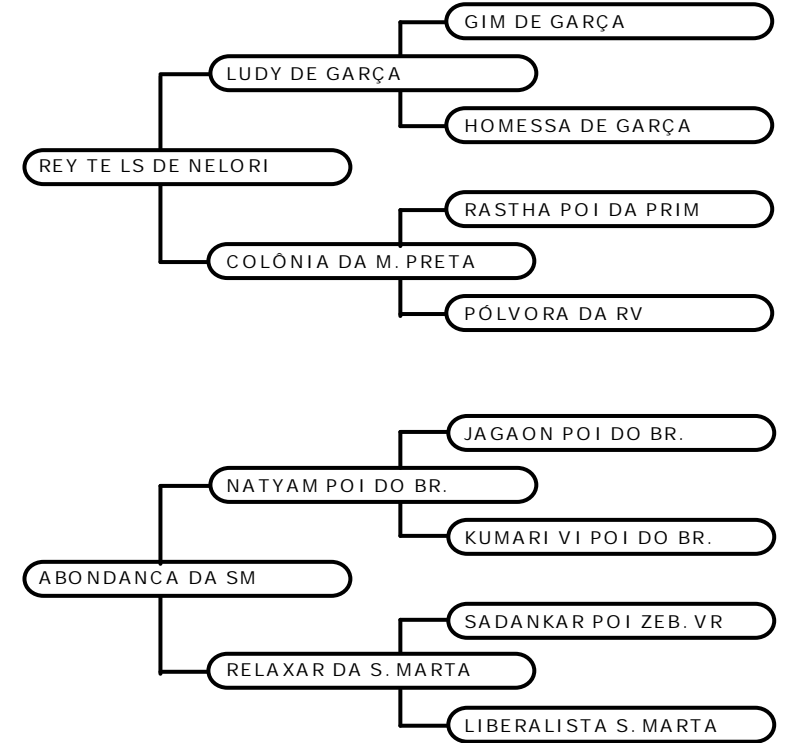 GIM DE GARÇA
LUDY DE GARÇA
HOMESSA DE GARÇA
REY TE LS DE NELORI
RASTHA POI DA PRIM
COLÔNIA DA M. PRETA
PÓLVORA DA RV
JAGAON POI DO BR.
NATYAM POI DO BR.
KUMARI VI POI DO BR.
ABONDANCA DA SM
SADANKAR POI ZEB. VR
RELAXAR DA S. MARTA
LIBERALISTA S. MARTA